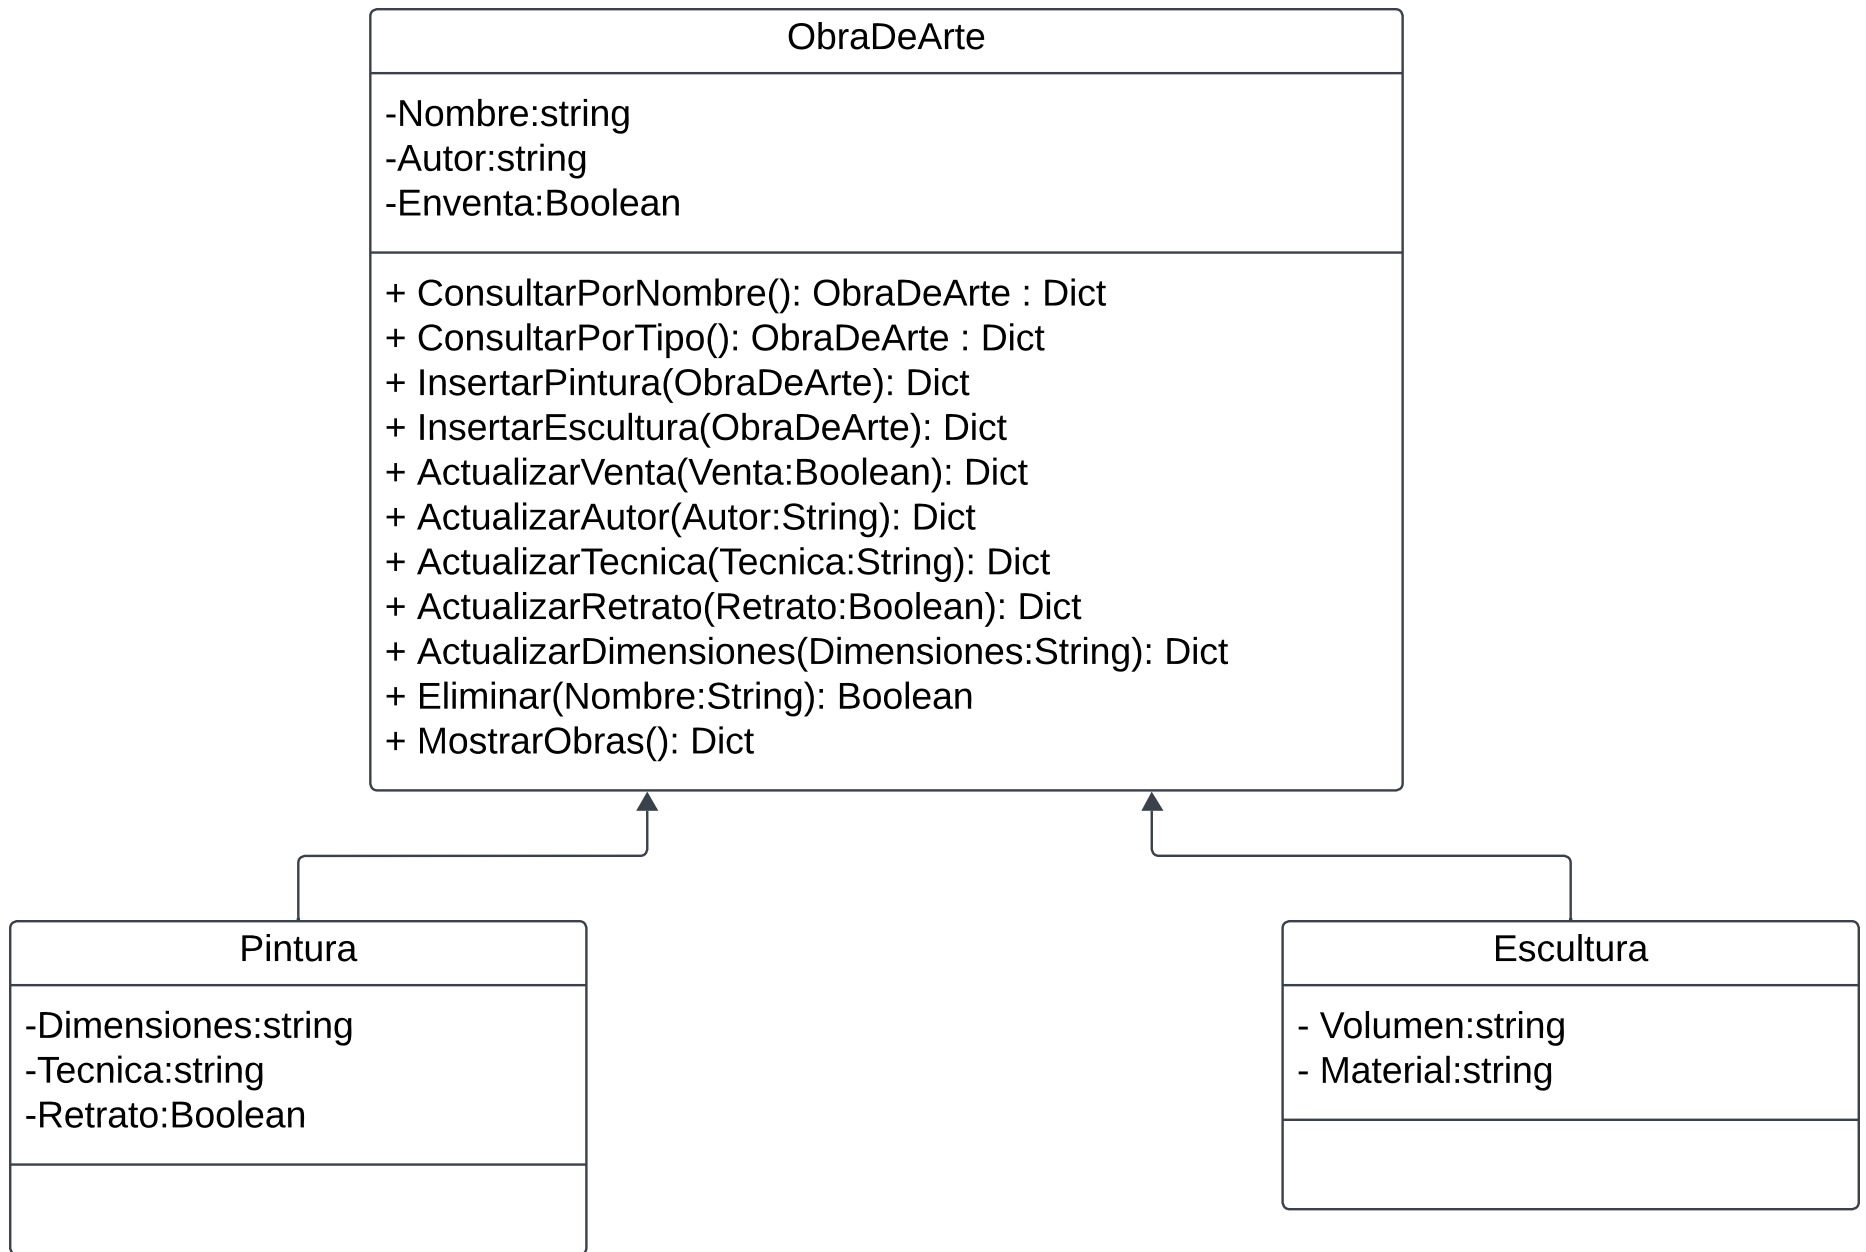 ObraDeArte
-Nombre:string
-Autor:string
-Enventa:Boolean
+ ConsultarPorNombre(): ObraDeArte : Dict
+ ConsultarPorTipo(): ObraDeArte : Dict
+ InsertarPintura(ObraDeArte): Dict
+ InsertarEscultura(ObraDeArte): Dict
+ ActualizarVenta(Venta:Boolean): Dict
+ ActualizarAutor(Autor:String): Dict
+ ActualizarTecnica(Tecnica:String): Dict
+ ActualizarRetrato(Retrato:Boolean): Dict
+ ActualizarDimensiones(Dimensiones:String): Dict
+ Eliminar(Nombre:String): Boolean
+ MostrarObras(): Dict
Pintura
-Dimensiones:string
-Tecnica:string
-Retrato:Boolean
Escultura
- Volumen:string
- Material:string